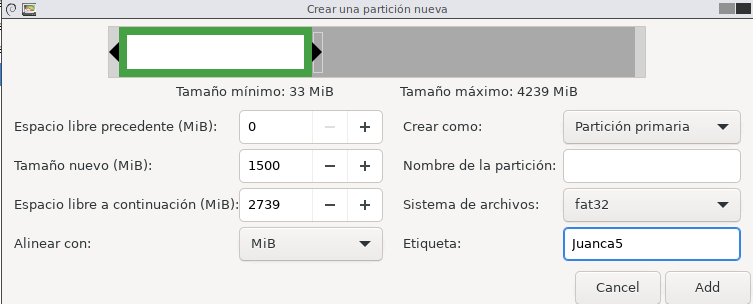 Crear una partición nueva
Tamaño mínimo: 33 MiB Tamaño máximo: 4239 MiB
Espacio libre precedente (MiB): 0 Crear como: Partición primaria
Tamaño nuevo (MiB): 1500 Nombre de la partición:
Espacio libre a continuación (MiB): 2739 Sistema de archivos: fat32
Alinear con: MiB Etiqueta: Juanca5
Cancel Add